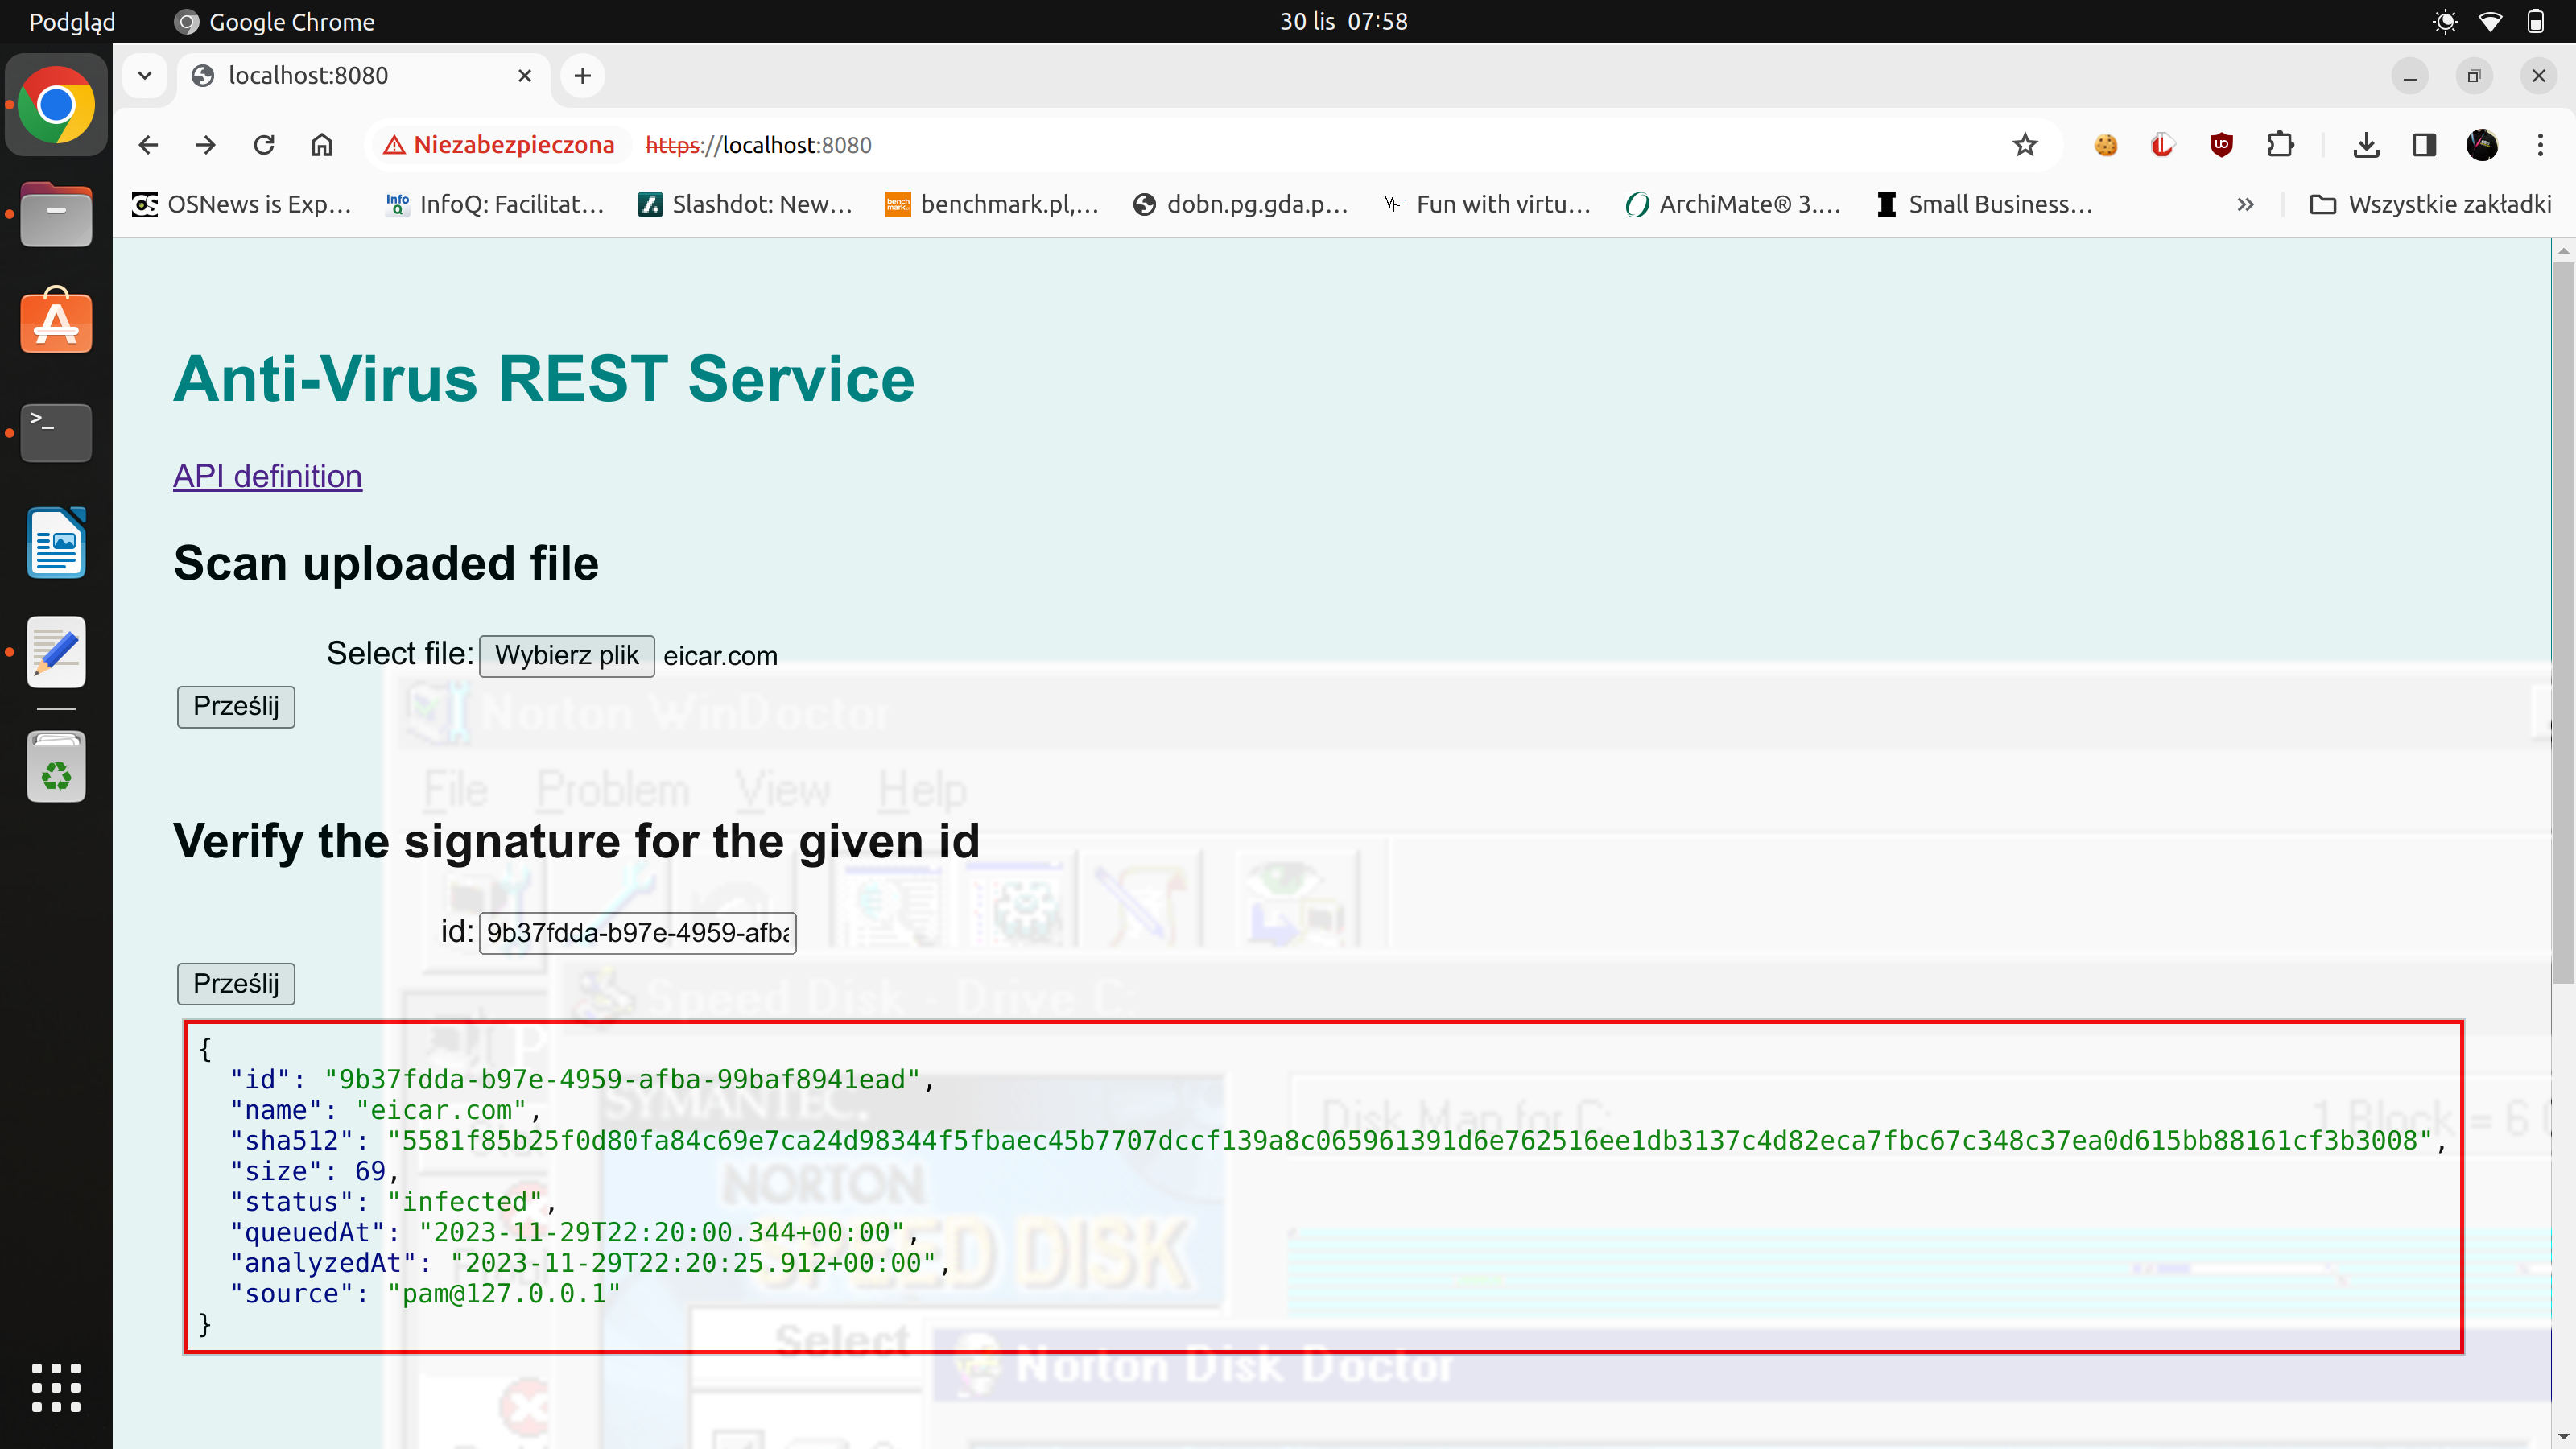 Podgląd
Google Chrome
30 lis 07:58
localhost:8080
Niezabezpieczona
https://localhost:8080
OSNews is Exp...
Info Q
InfoQ: Facilitat...
Slashdot: New...
benchmark.pl,...
dobn.pg.gda.p...
Fun with virtu...
ArchiMate® 3....
Small Business...
Wszystkie zakładki
Anti-Virus REST Service
API definition
Scan uploaded file
Select file: Wybierz plik eicar.com
Prześlij
Norton WinDoctor
File Problem View Help
Verify the signature for the given id
id: 9b37fdda-b97e-4959-afba
Prześlij
Speed Disk - Drive C:
{
"id": "9b37fdda-b97e-4959-afba-99baf8941ead",
"name": "eicar.com",
"sha512": "5581f85b25f0d80fa84c69e7ca24d98344f5fbaec45b7707dccf139a8c065961391d6e762516ee1db3137c4d82eca7fbc67c348c37ea0d615bb88161cf3b3008",
"size": 69,
"status": "infected",
"queuedAt": "2023-11-29T22:20:00.344+00:00",
"analyzedAt": "2023-11-29T22:20:25.912+00:00",
"source": "pam@127.0.0.1"
}
SYMANTEC.
Disk Map for C:
1 Block = 6
NORTON
SPEED DISK
Select
Norton Disk Doctor